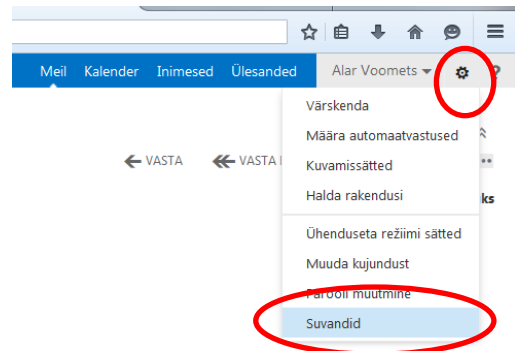 Meil Kalender Inimesed Ülesanded Alar Voomets ?
Värskenda
Määra automaatvastused
VASTA VASTA
Kuvamissätted
Halda rakendusi
ks
Ühenduseta režiimi sätted
Muuda kujundust
Parooli muutmine
Suvandid